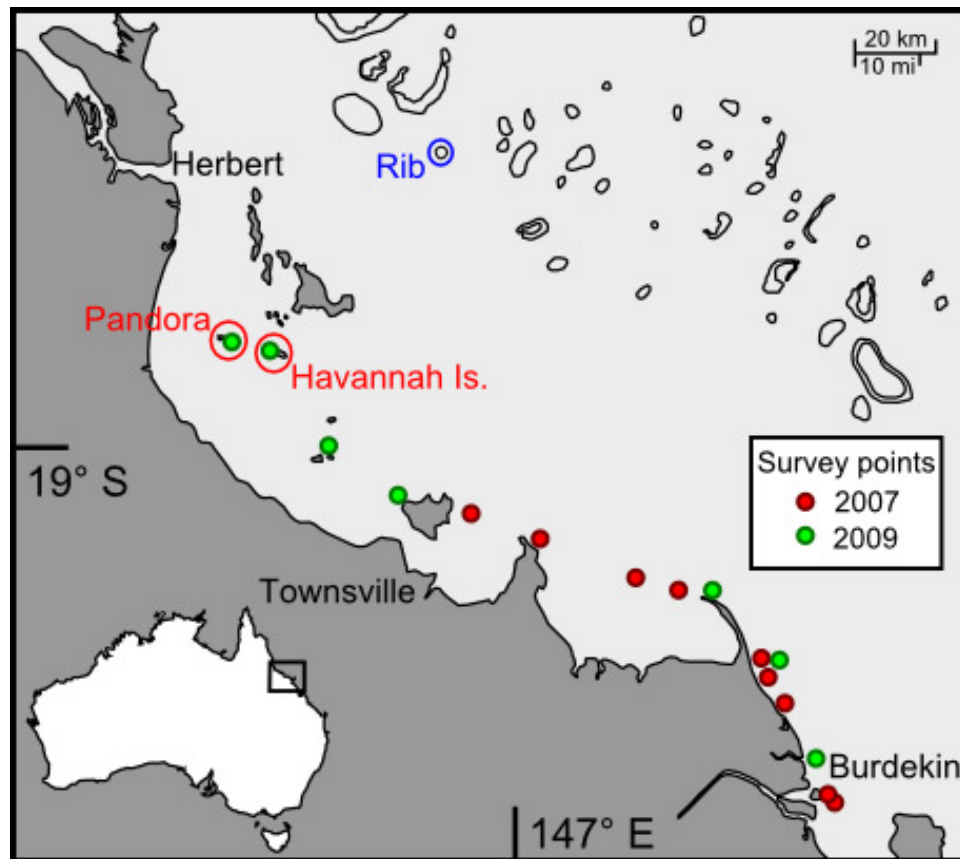 20 km
10 mi
Herbert
Rib
Pandora
Havannah Is.
19° S
Survey points
2007
2009
Townsville
Burdekin
147° E